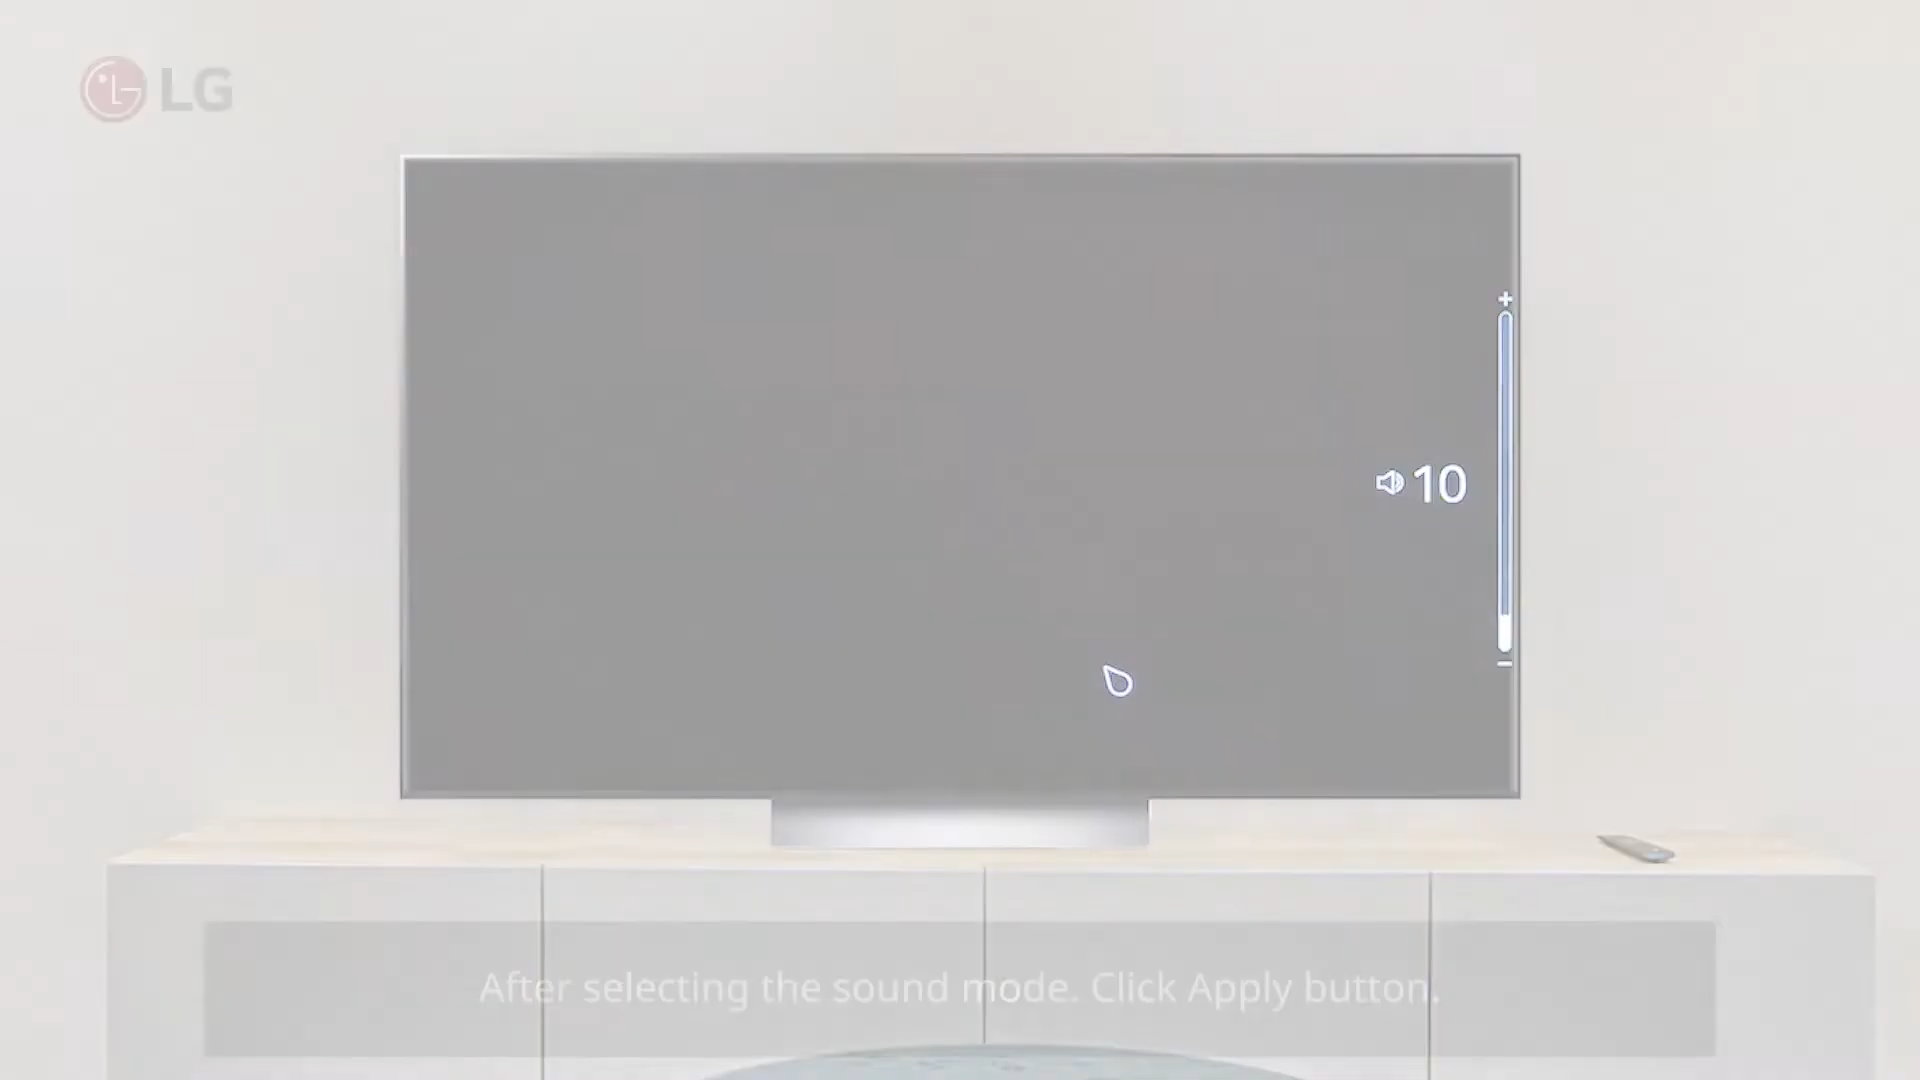 LG
+
10
–
After selecting the sound mode. Click Apply button.